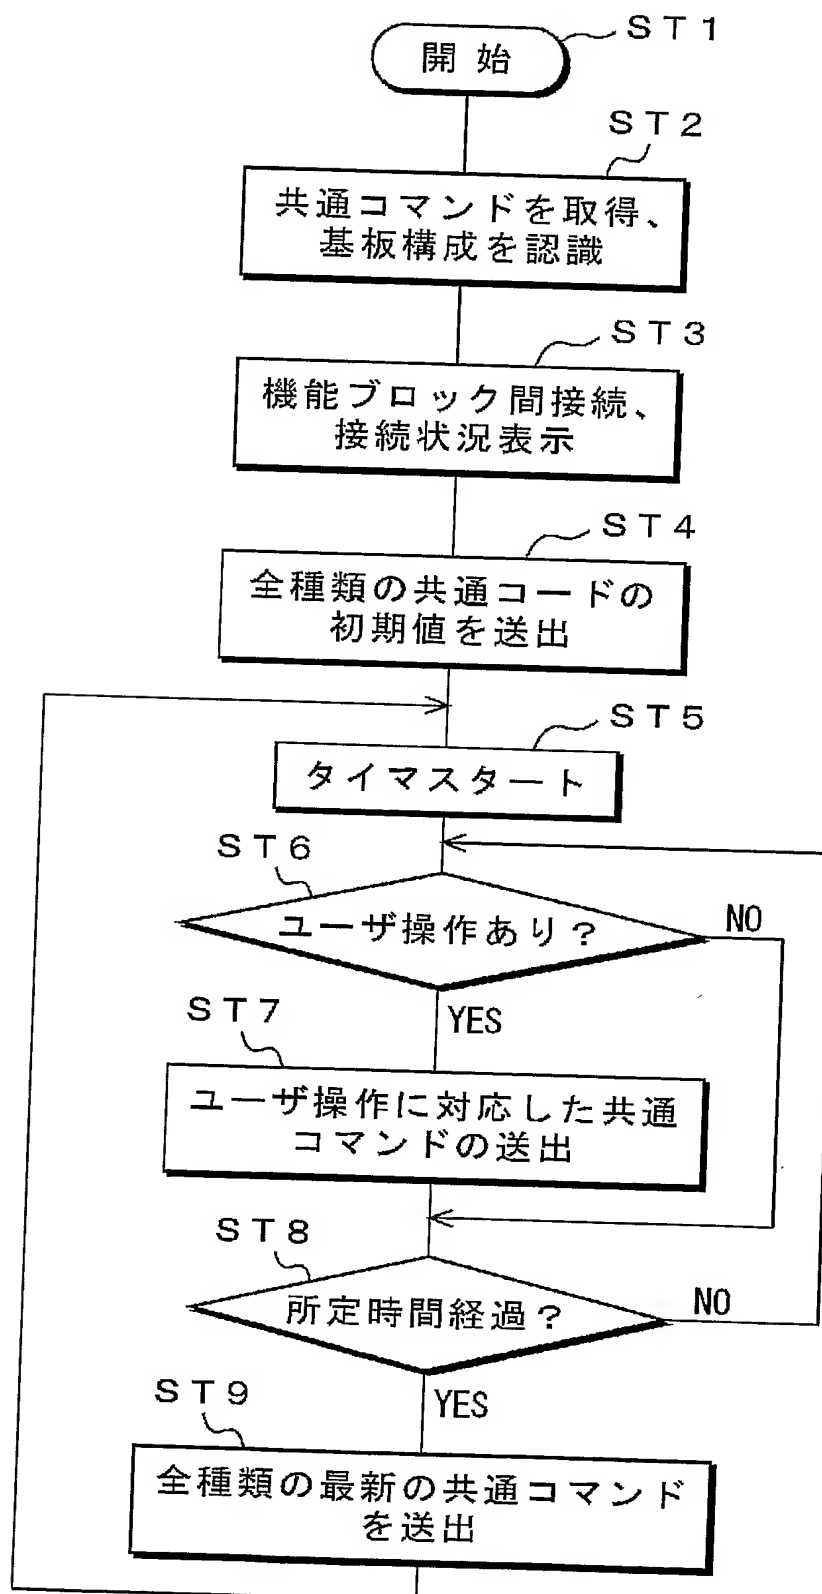 ST1
開始
ST2
共通コマンドを取得、
基板構成を認識
ST3
機能ブロック間接続、
接続状況表示
ST4
全種類の共通コードの
初期値を送出
ST5
タイマスタート
ST6
ユーザ操作あり?
NO
YES
ST7
ユーザ操作に対応した共通
コマンドの送出
ST8
所定時間経過?
NO
YES
ST9
全種類の最新の共通コマンド
を送出